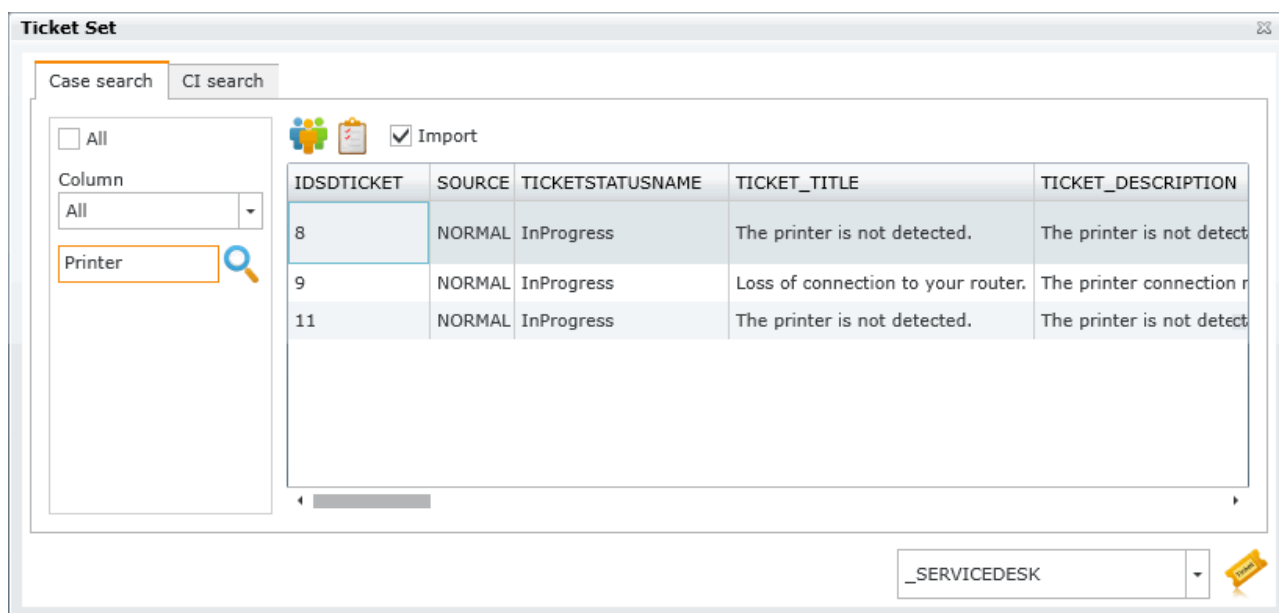 Ticket Set
Case search CI search
All
Import
Column
All
Printer
IDSDTICKET SOURCE TICKETSTATUSNAME TICKET_TITLE TICKET_DESCRIPTION
8 NORMAL InProgress The printer is not detected. The printer is not detect
9 NORMAL InProgress Loss of connection to your router. The printer connection r
11 NORMAL InProgress The printer is not detected. The printer is not detect
_SERVICEDESK
Ticket